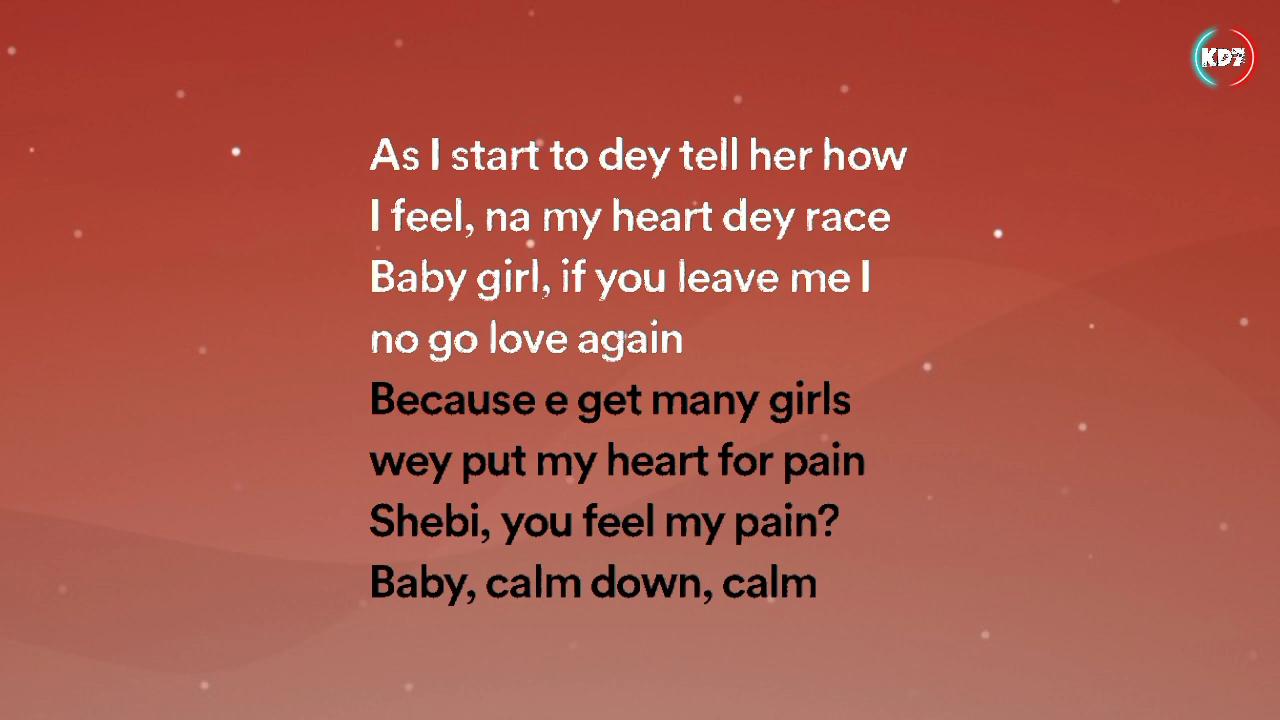 KD7
As I start to dey tell her how
I feel, na my heart dey race
Baby girl, if you leave me I
no go love again
Because e get many girls
wey put my heart for pain
Shebi, you feel my pain?
Baby, calm down, calm